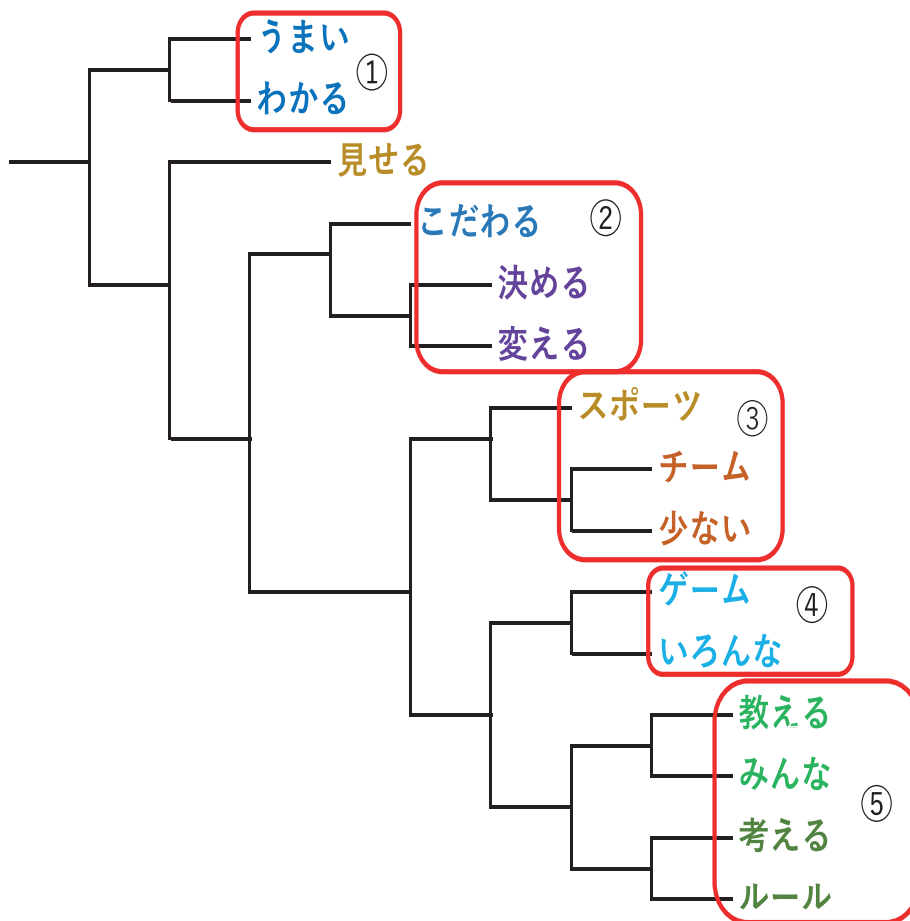 うまい
①
わかる
見せる
こだわる
②
決める
変える
スポーツ
③
チーム
少ない
ゲーム
④
いろんな
教える
みんな
⑤
考える
ルール